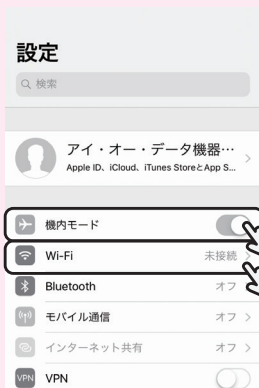 設定
検索
アイ・オー・データ機器…
Apple ID、iCloud、iTunes StoreとApp S...
機内モード
Wi-Fi 未接続
Bluetooth オフ
モバイル通信 オフ
インターネット共有 オフ
VPN VPN